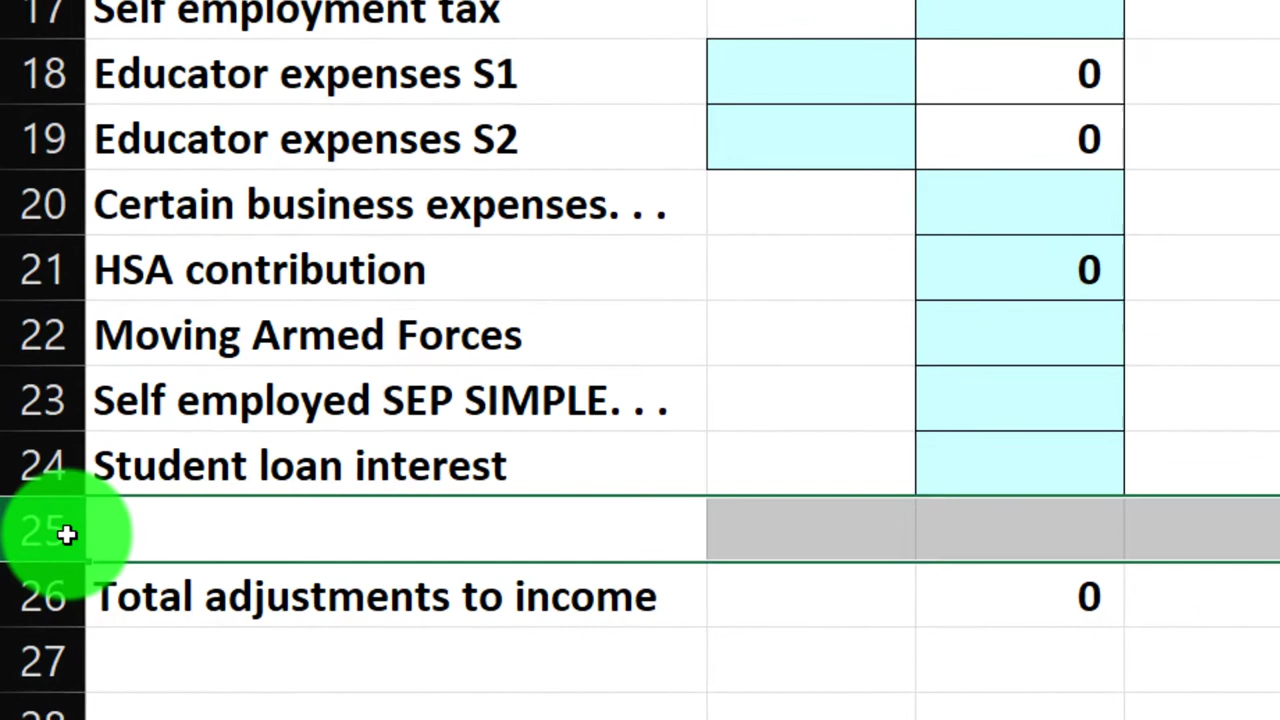 17 Self employment tax
18 Educator expenses S1 0
19 Educator expenses S2 0
20 Certain business expenses. . .
21 HSA contribution 0
22 Moving Armed Forces
23 Self employed SEP SIMPLE. . .
24 Student loan interest
25
26 Total adjustments to income 0
27
28